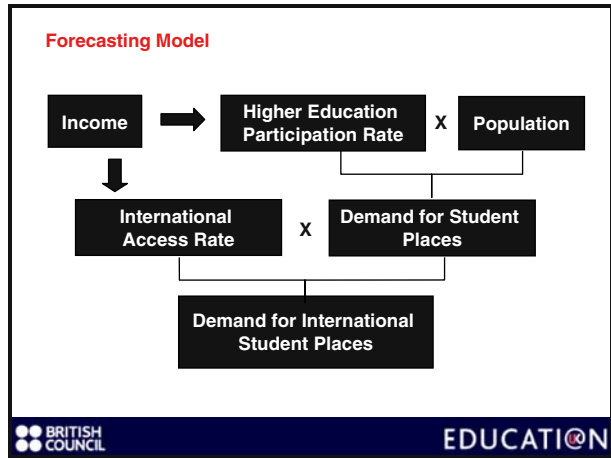 Forecasting Model
Income
Higher Education
Participation Rate
X
Population
International
Access Rate
X
Demand for Student
Places
Demand for International
Student Places
BRITISH
COUNCIL
EDUCATI@N